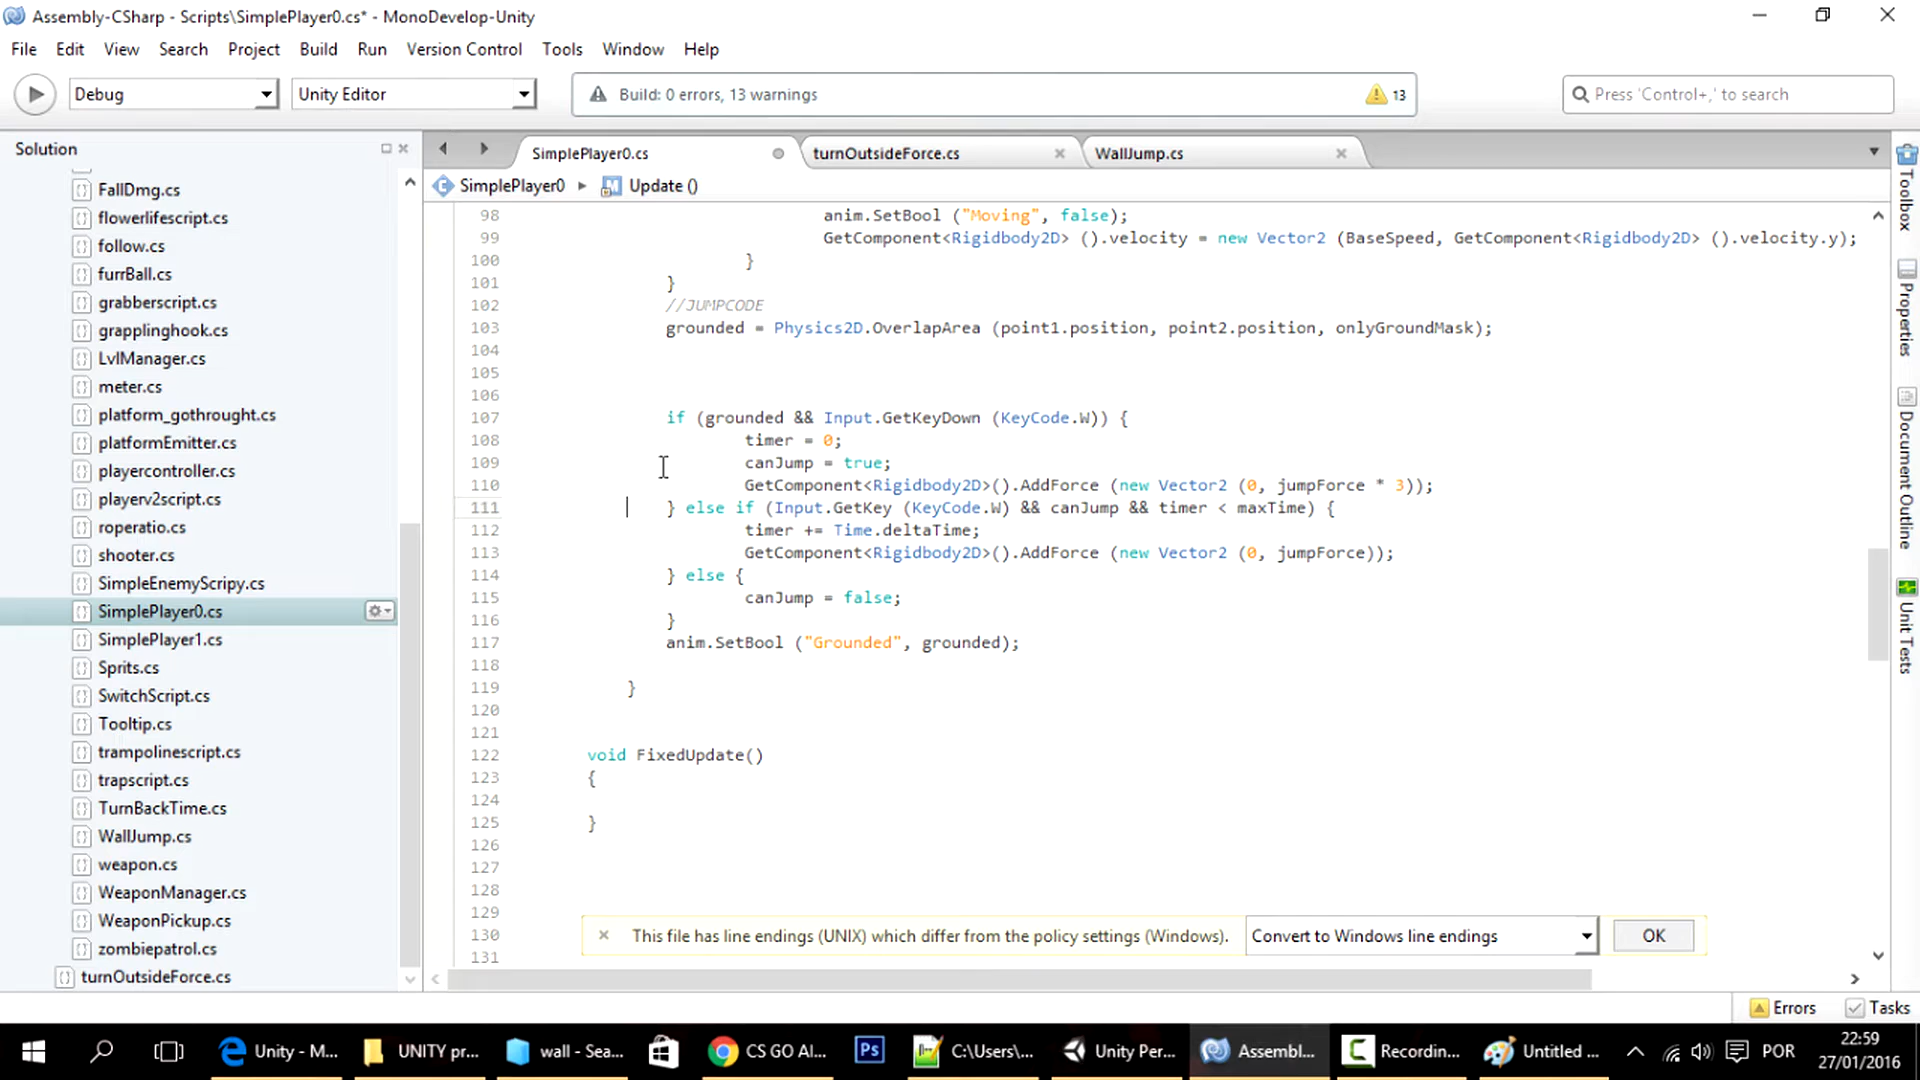 Assembly-CSharp - Scripts\SimplePlayer0.cs* - MonoDevelop-Unity
File Edit View Search Project Build Run Version Control Tools Window Help
Debug
Unity Editor
Build: 0 errors, 13 warnings
13
Press 'Control+,' to search
Solution
FallDmg.cs
flowerlifescript.cs
follow.cs
furrBall.cs
grabberscript.cs
grapplinghook.cs
LvlManager.cs
meter.cs
platform_gothrought.cs
platformEmitter.cs
playercontroller.cs
playerv2script.cs
roperatio.cs
shooter.cs
SimpleEnemyScripy.cs
SimplePlayer0.cs
SimplePlayer1.cs
Sprits.cs
SwitchScript.cs
Tooltip.cs
trampolinescript.cs
trapscript.cs
TurnBackTime.cs
WallJump.cs
weapon.cs
WeaponManager.cs
WeaponPickup.cs
zombiepatrol.cs
turnOutsideForce.cs
SimplePlayer0.cs
turnOutsideForce.cs
WallJump.cs
SimplePlayer0
Update ()
98 anim.SetBool ("Moving", false);
99 GetComponent<Rigidbody2D> ().velocity = new Vector2 (BaseSpeed, GetComponent<Rigidbody2D> ().velocity.y);
100 }
101 }
102 //JUMPCODE
103 grounded = Physics2D.OverlapArea (point1.position, point2.position, onlyGroundMask);
104
105
106
107 if (grounded && Input.GetKeyDown (KeyCode.W)) {
108 timer = 0;
109 canJump = true;
110 GetComponent<Rigidbody2D>().AddForce (new Vector2 (0, jumpForce * 3));
111 } else if (Input.GetKey (KeyCode.W) && canJump && timer < maxTime) {
112 timer += Time.deltaTime;
113 GetComponent<Rigidbody2D>().AddForce (new Vector2 (0, jumpForce));
114 } else {
115 canJump = false;
116 }
117 anim.SetBool ("Grounded", grounded);
118
119 }
120
121
122 void FixedUpdate()
123 {
124
125 }
126
127
128
129
130
131
This file has line endings (UNIX) which differ from the policy settings (Windows).
Convert to Windows line endings
OK
Toolbox
Properties
Document Outline
Unit Tests
Errors
Tasks
Unity - M...
UNITY pr...
wall - Sea...
CS GO Al...
Ps
C:\Users\...
Unity Per...
Assembl...
Recordin...
Untitled ...
POR
22:59
27/01/2016